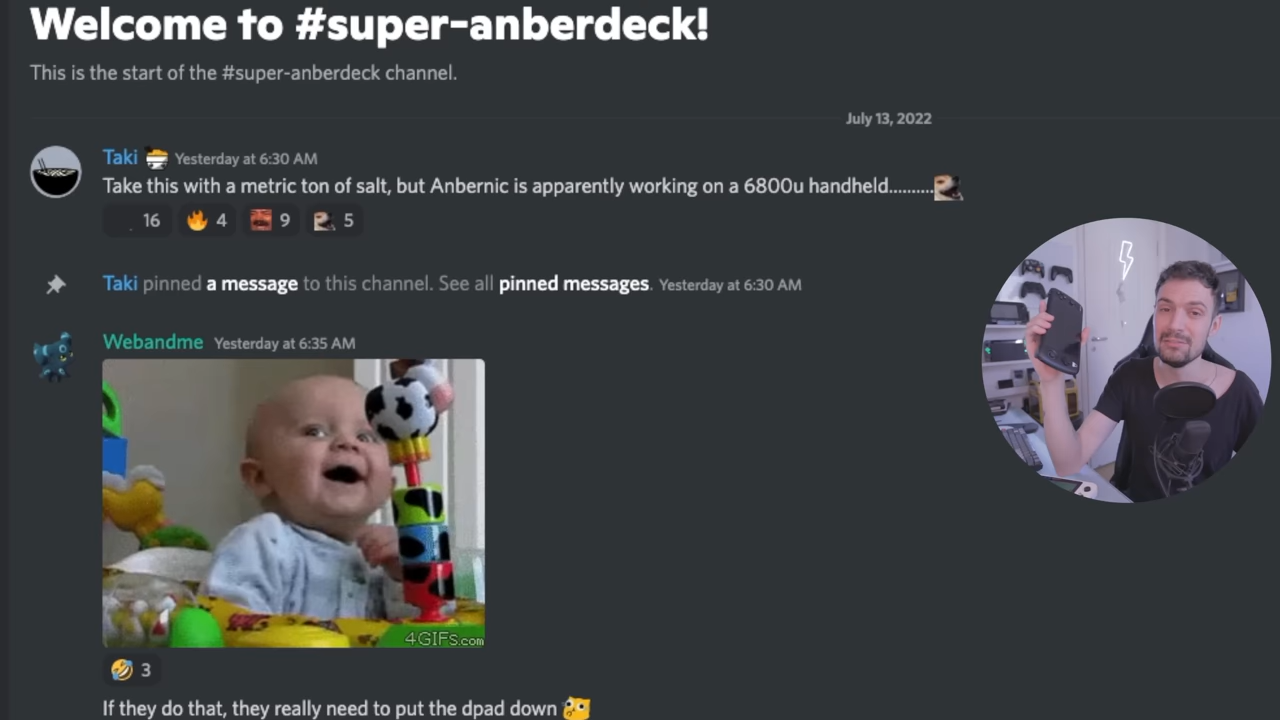 Welcome to #super-anberdeck!
This is the start of the #super-anberdeck channel.
July 13, 2022
Taki Yesterday at 6:30 AM
Take this with a metric ton of salt, but Anbernic is apparently working on a 6800u handheld..........
16 4 9 5
Taki pinned a message to this channel. See all pinned messages. Yesterday at 6:30 AM
Webandme Yesterday at 6:35 AM
4GIFs.com
3
If they do that, they really need to put the dpad down